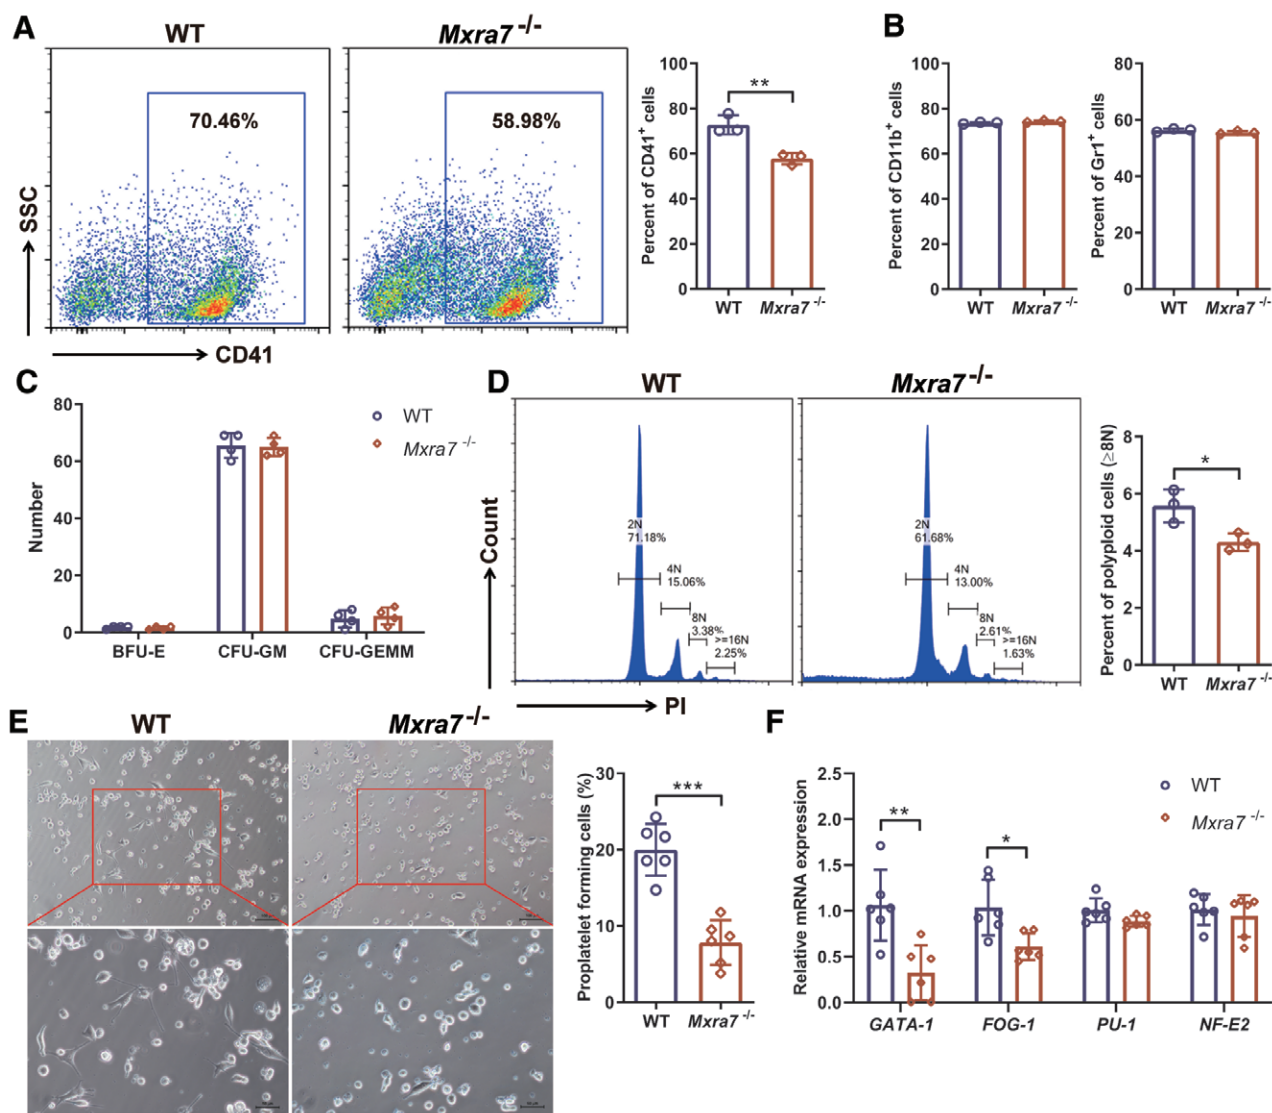 A
WT
Mxra7 -/-
70.46%
58.98%
SSC
CD41
Percent of CD41+ cells
100
80
60
40
20
0
**
WT
Mxra7 -/-
B
Percent of CD11b+ cells
100
80
60
40
20
0
WT
Mxra7 -/-
Percent of Gr1+ cells
80
60
40
20
0
WT
Mxra7 -/-
C
Number
80
60
40
20
0
BFU-E
CFU-GM
CFU-GEMM
WT
Mxra7 -/-
D
WT
Mxra7 -/-
Count
PI
2N
71.18%
4N
15.06%
8N
3.38%
>=16N
2.25%
2N
61.68%
4N
13.00%
8N
2.61%
>=16N
1.63%
Percent of polyploid cells (≥8N)
8
6
4
2
0
*
WT
Mxra7 -/-
E
WT
Mxra7 -/-
Proplatelet forming cells (%)
30
20
10
0
***
WT
Mxra7 -/-
F
Relative mRNA expression
2.5
2.0
1.5
1.0
0.5
0.0
**
*
WT
Mxra7 -/-
GATA-1
FOG-1
PU-1
NF-E2